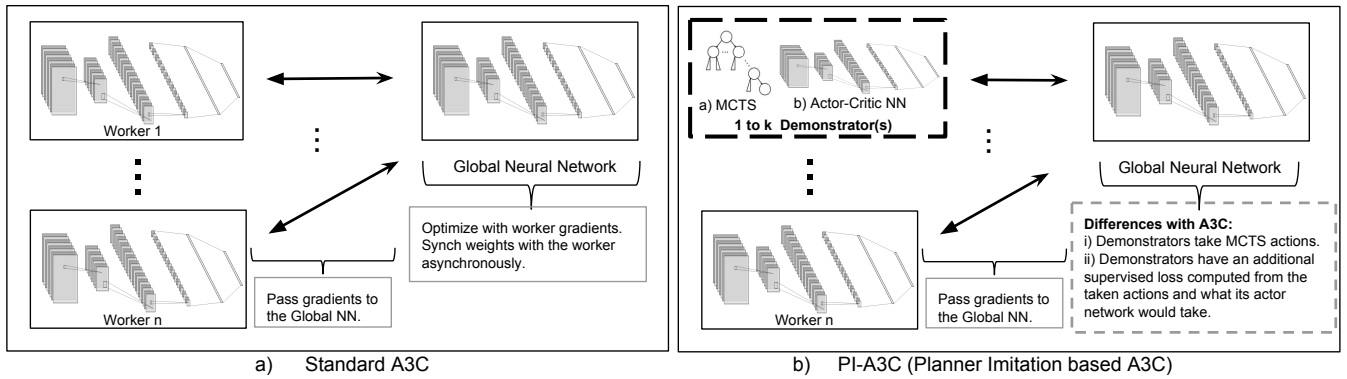 Worker 1
Global Neural Network
Worker n
Pass gradients to
the Global NN.
Optimize with worker gradients.
Synch weights with the worker
asynchronously.
a) Standard A3C
a) MCTS
b) Actor-Critic NN
1 to k Demonstrator(s)
Global Neural Network
Worker n
Pass gradients to
the Global NN.
Differences with A3C:
i) Demonstrators take MCTS actions.
ii) Demonstrators have an additional
supervised loss computed from the
taken actions and what its actor
network would take.
b) PI-A3C (Planner Imitation based A3C)